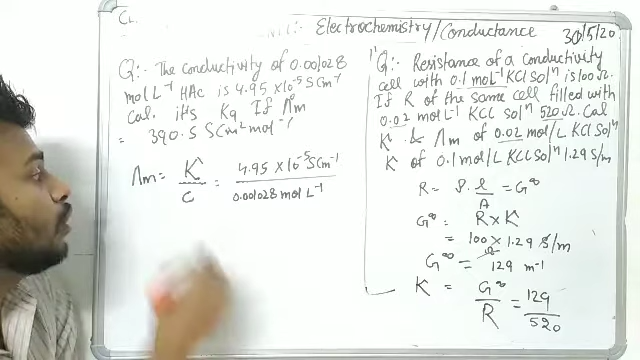 Electrochemistry/Conductance
30/5/20
Q:- The conductivity of 0.001028
mol L⁻¹ HAc is 4.95 × 10⁻⁵ S cm⁻¹
Cal. it's Ka If Λm
= 390.5 S cm² mol⁻¹
Λm = K/C = 4.95 × 10⁻⁵ S cm⁻¹ / 0.001028 mol L⁻¹
Q:- Resistance of a conductivity
cell with 0.1 mol L⁻¹ KCl Solⁿ is 100 Ω.
If R of the same cell filled with
0.02 mol L⁻¹ KCl Solⁿ 520 Ω. Cal
K & Λm of 0.02 mol/L KCl Solⁿ
K of 0.1 mol/L KCl Solⁿ 1.29 S/m
R = ρ. l/A = G∞
G∞ = R × K
= 100 × 1.29 S/m
G∞ = 129 m⁻¹
K = G∞/R = 129/520